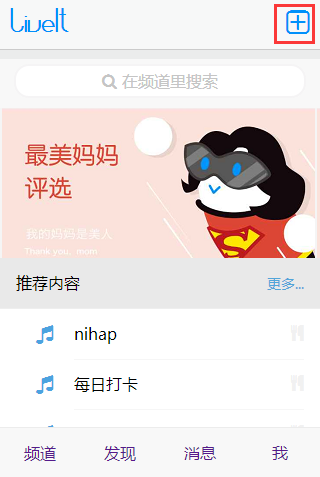 LiveIt
在频道里搜索
最美妈妈
评选
我的妈妈是美人
Thank you, mom
推荐内容
更多...
nihap
每日打卡
频道
发现
消息
我